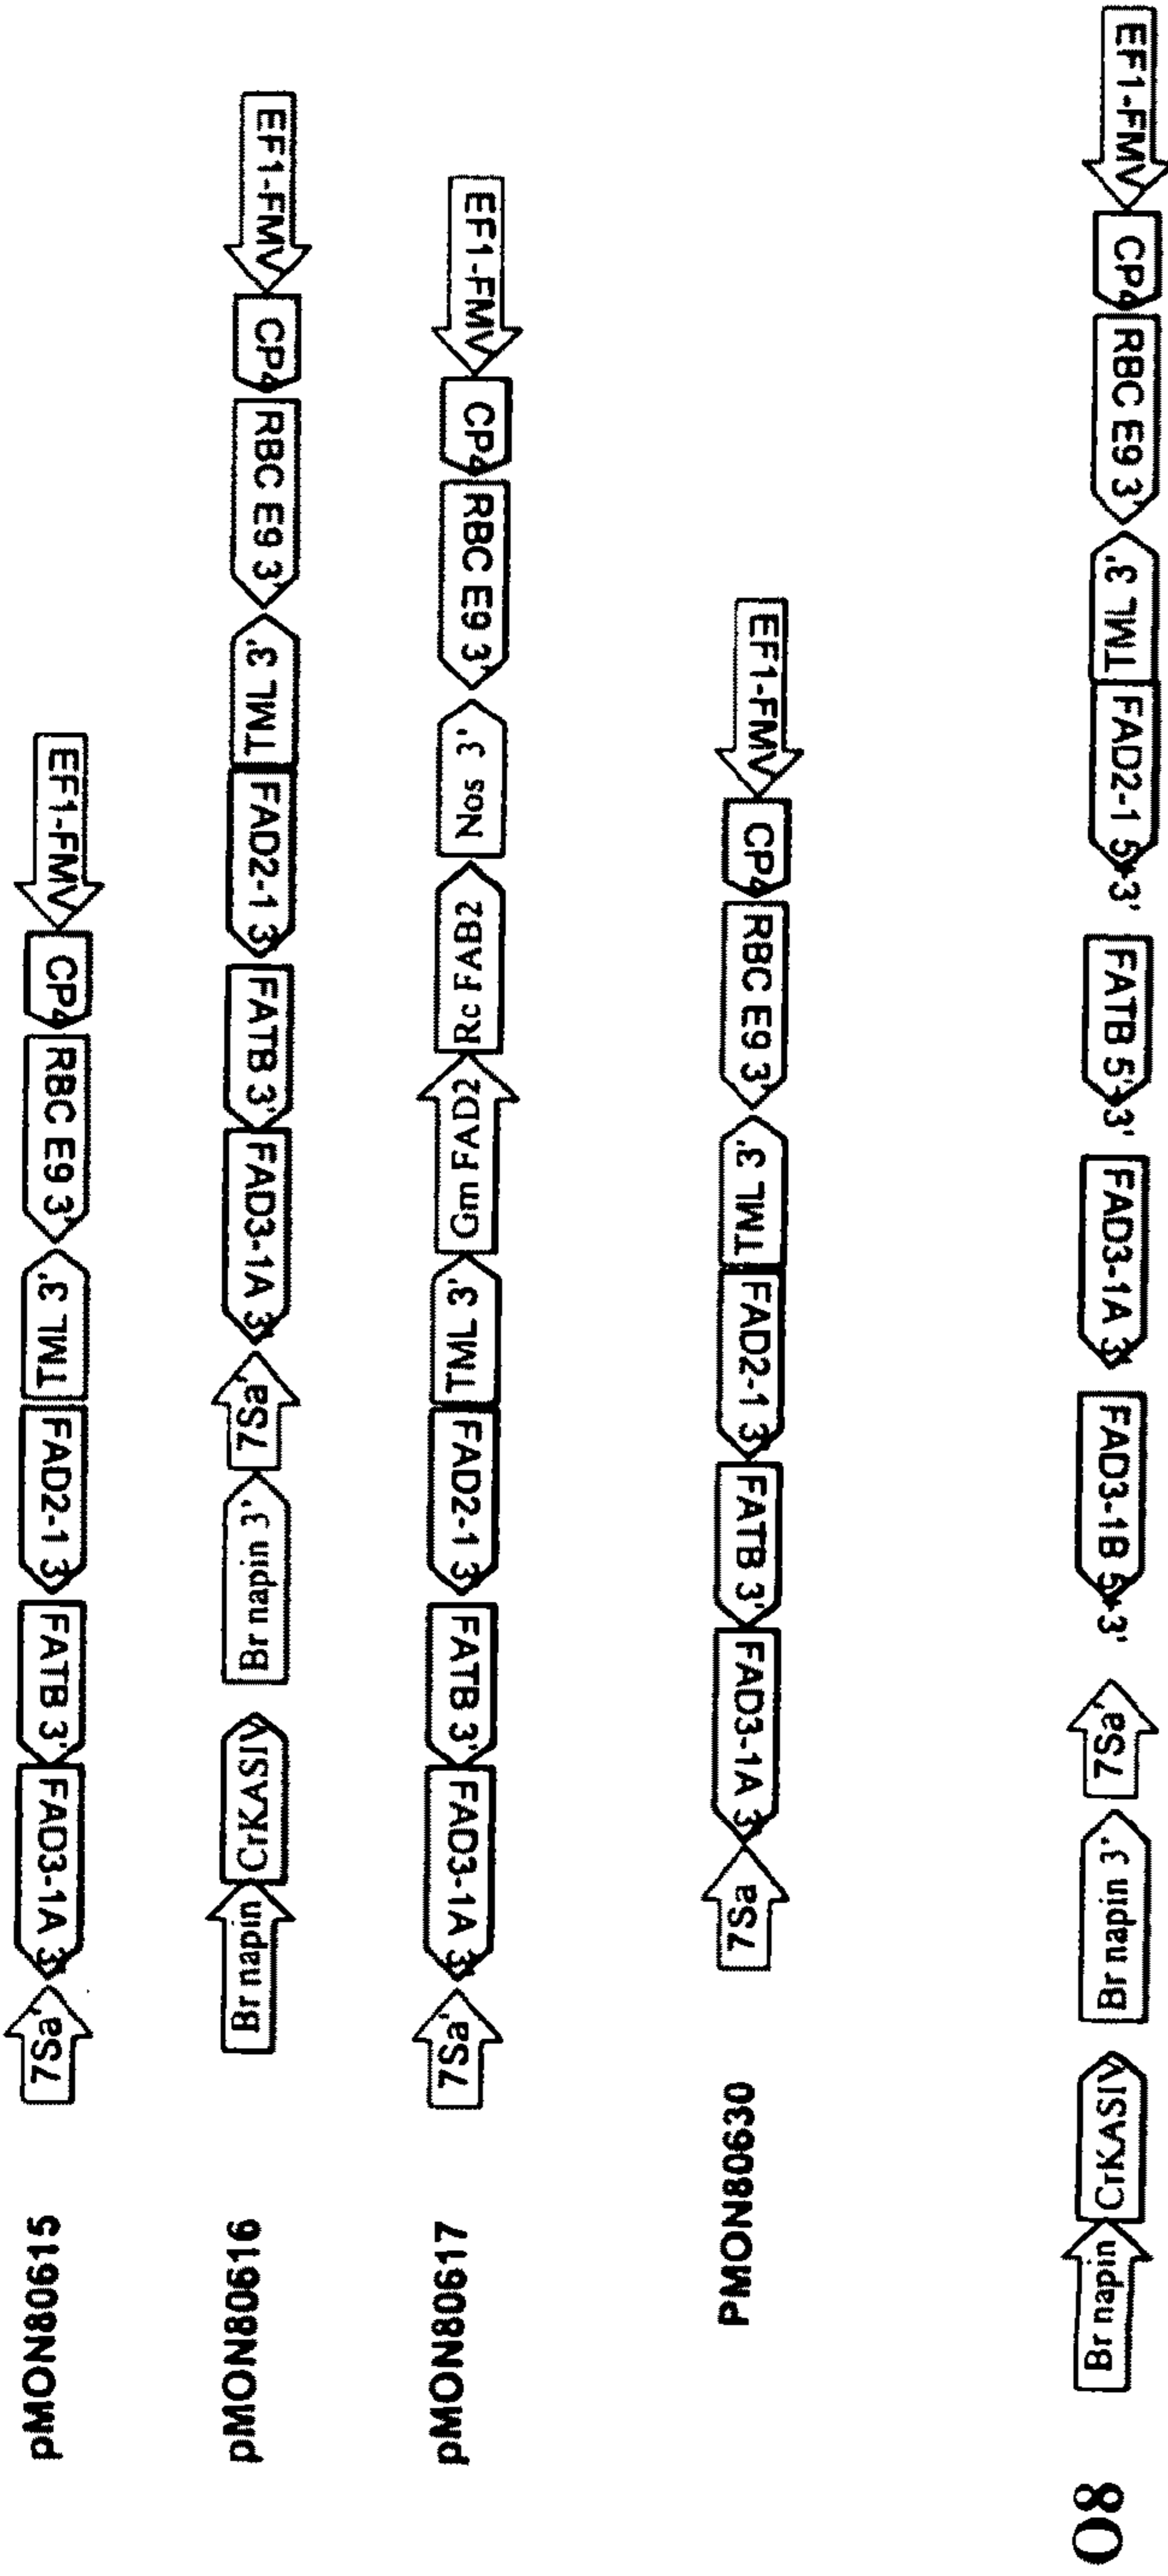 pMON80615 7Sa' FAD3-1A 3' FATB 3' FAD2-1 3' TML 3' RBC E9 3' CP4 EF1-FMV
pMON80616 Br napin CrKASIV Br napin 3' 7Sa' FAD3-1A 3' FATB 3' FAD2-1 3' TML 3' RBC E9 3' CP4 EF1-FMV
pMON80617 7Sa' FAD3-1A 3' FATB 3' FAD2-1 3' TML 3' Gm FAD2 Rc FAB2 Nos 3' RBC E9 3' CP4 EF1-FMV
PMON80630 7Sa FAD3-1A 3' FATB 3' FAD2-1 3' TML 3' RBC E9 3' CP4 EF1-FMV
O8 Br napin CrKASIV Br napin 3' 7Sa' FAD3-1B 5'+3' FAD3-1A 3' FATB 5'+3' FAD2-1 5'+3' TML 3' RBC E9 3' CP4 EF1-FMV